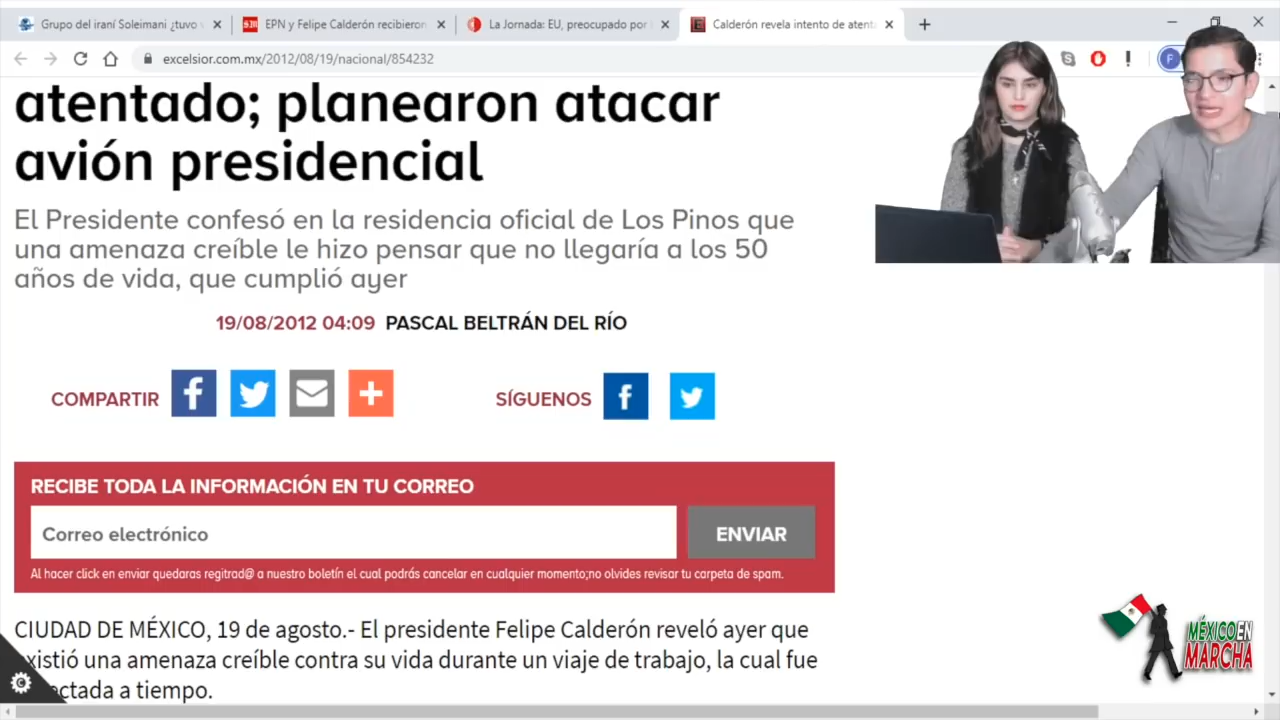 Grupo del iraní Soleimani ¿tuvo
EPN y Felipe Calderón recibieron
La Jornada: EU, preocupado por
Calderón revela intento de atent
excelsior.com.mx/2012/08/19/nacional/854232
F
atentado; planearon atacar
avión presidencial
El Presidente confesó en la residencia oficial de Los Pinos que
una amenaza creíble le hizo pensar que no llegaría a los 50
años de vida, que cumplió ayer
19/08/2012 04:09 PASCAL BELTRÁN DEL RÍO
COMPARTIR
SÍGUENOS
RECIBE TODA LA INFORMACIÓN EN TU CORREO
Correo electrónico
ENVIAR
Al hacer click en enviar quedaras regitrad@ a nuestro boletín el cual podrás cancelar en cualquier momento;no olvides revisar tu carpeta de spam.
CIUDAD DE MÉXICO, 19 de agosto.- El presidente Felipe Calderón reveló ayer que
xistió una amenaza creíble contra su vida durante un viaje de trabajo, la cual fue
ectada a tiempo.
MÉXICO EN
MARCHA